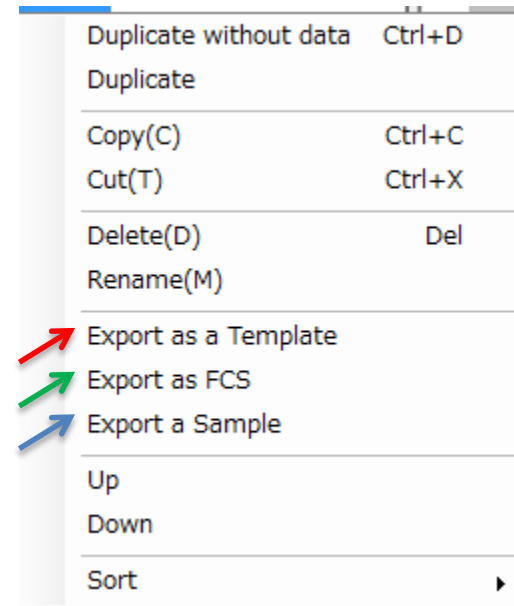 Duplicate without data Ctrl+D
Duplicate
Copy(C) Ctrl+C
Cut(T) Ctrl+X
Delete(D) Del
Rename(M)
Export as a Template
Export as FCS
Export a Sample
Up
Down
Sort